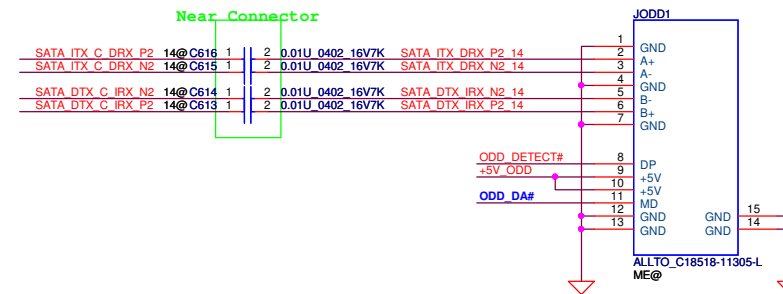 Near Connector
JODD1
SATA_ITX_C_DRX_P2 14@C616 1 2 0.01U_0402_16V7K SATA_ITX_DRX_P2_14
SATA_ITX_C_DRX_N2 14@C615 1 2 0.01U_0402_16V7K SATA_ITX_DRX_N2_14
SATA_DTX_C_IRX_N2 14@C614 1 2 0.01U_0402_16V7K SATA_DTX_IRX_N2_14
SATA_DTX_C_IRX_P2 14@C613 1 2 0.01U_0402_16V7K SATA_DTX_IRX_P2_14
1 GND
2 A+
3 A-
4 GND
5 B-
6 B+
7 GND
ODD_DETECT# 8 DP
+5V_ODD 9 +5V
10 +5V
ODD_DA# 11 MD
12 GND GND 15
13 GND GND 14
ALLTO_C18518-11305-L
ME@